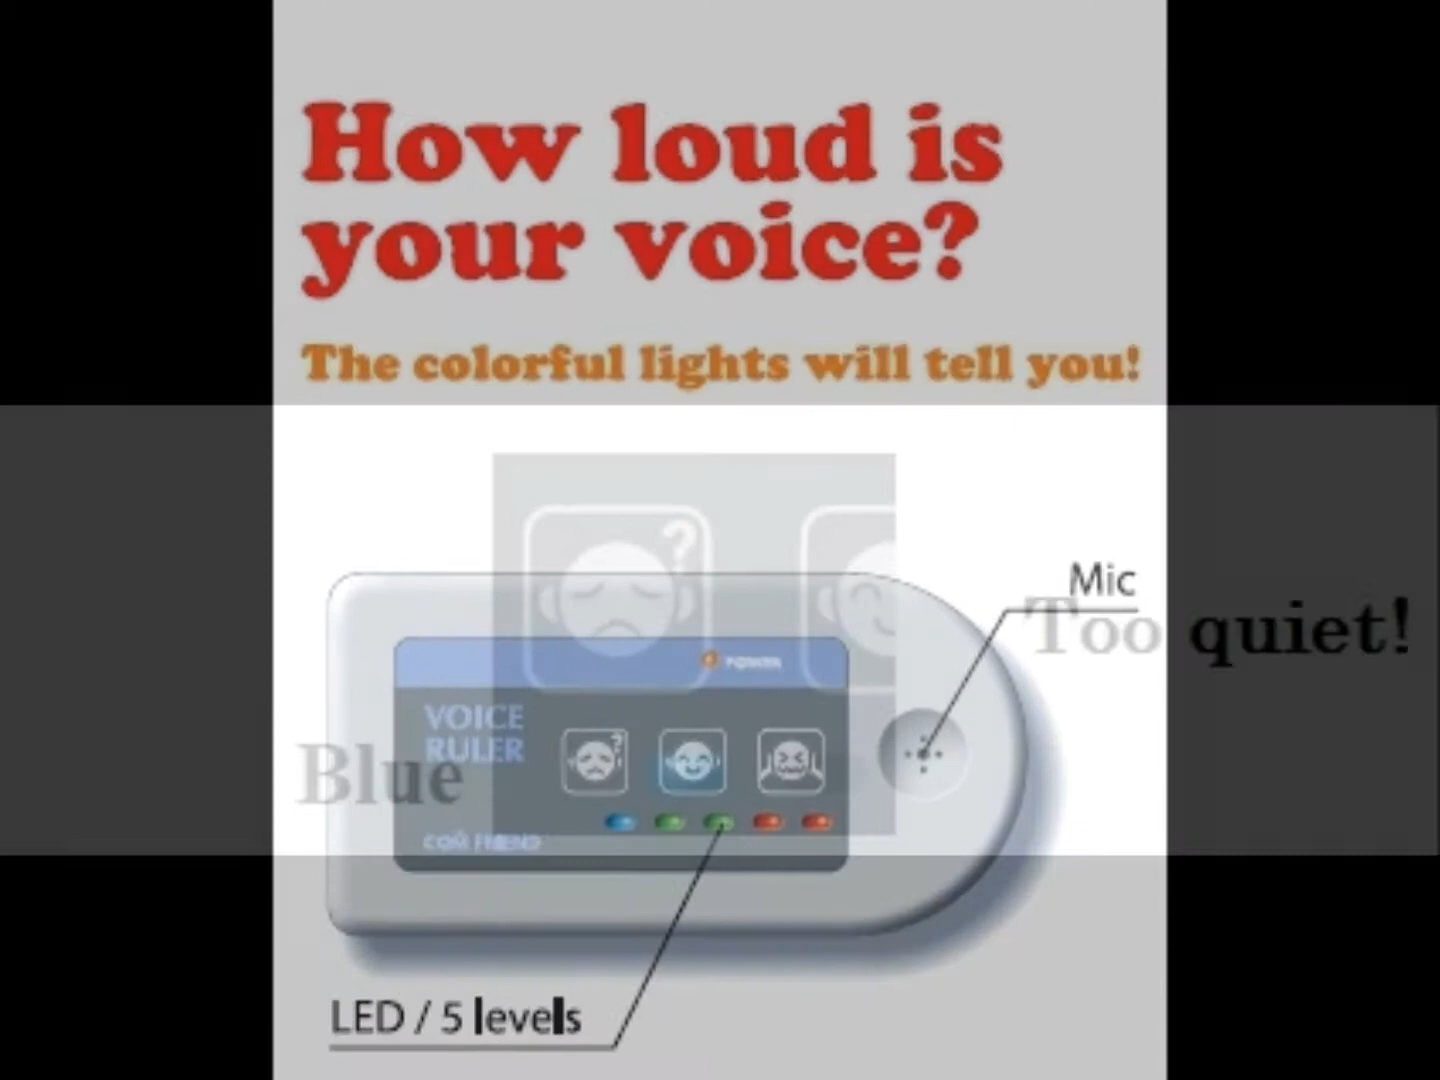 How loud is
your voice?
The colorful lights will tell you!
Mic
Too quiet!
POWER
VOICE
RULER
Blue
LED / 5 levels